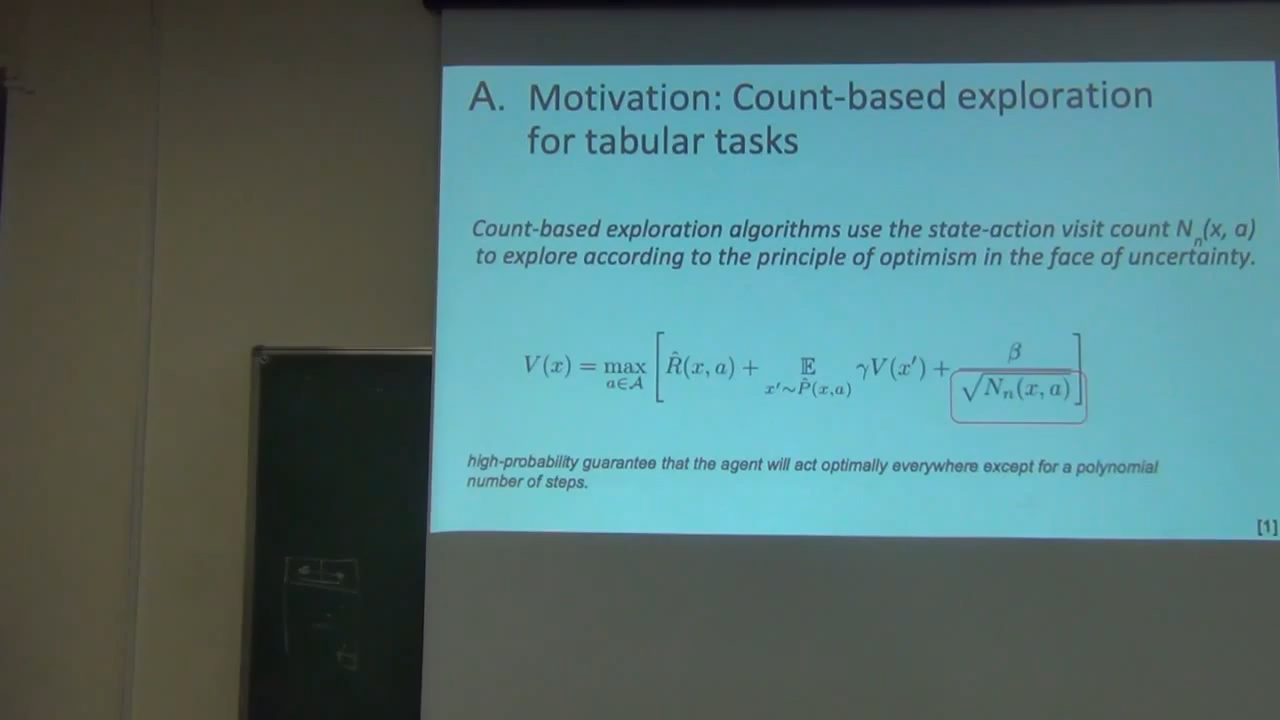 A. Motivation: Count-based exploration
for tabular tasks
Count-based exploration algorithms use the state-action visit count Nₙ(x, a)
to explore according to the principle of optimism in the face of uncertainty.
V(x) = max_{a∈𝒜} [ R̂(x, a) + 𝔼_{x′∼P̂(x,a)} γV(x′) + β / √Nₙ(x, a) ]
high-probability guarantee that the agent will act optimally everywhere except for a polynomial
number of steps.
[1]